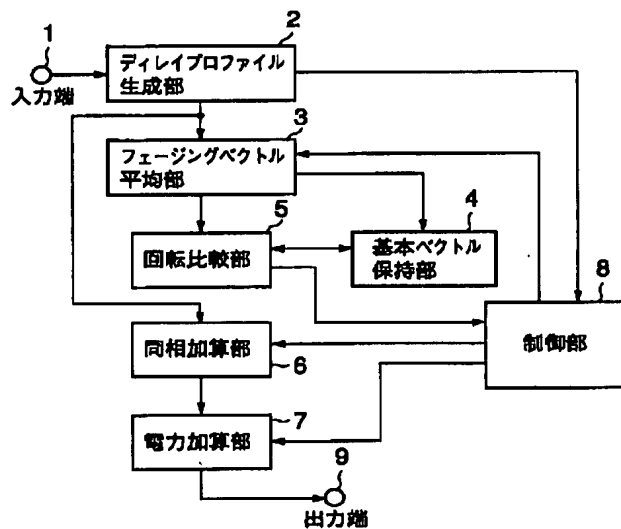 1
入力端
2
ディレイプロファイル
生成部
3
フェージングベクトル
平均部
5
回転比較部
4
基本ベクトル
保持部
8
制御部
同相加算部
6
7
電力加算部
9
出力端